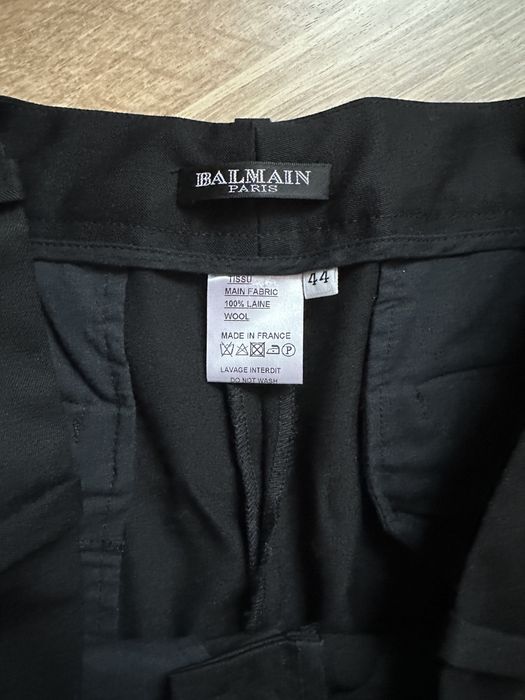 BALMAIN
PARIS
44
TISSU
MAIN FABRIC
100% LAINE
WOOL
MADE IN FRANCE
P
LAVAGE INTERDIT
DO NOT WASH